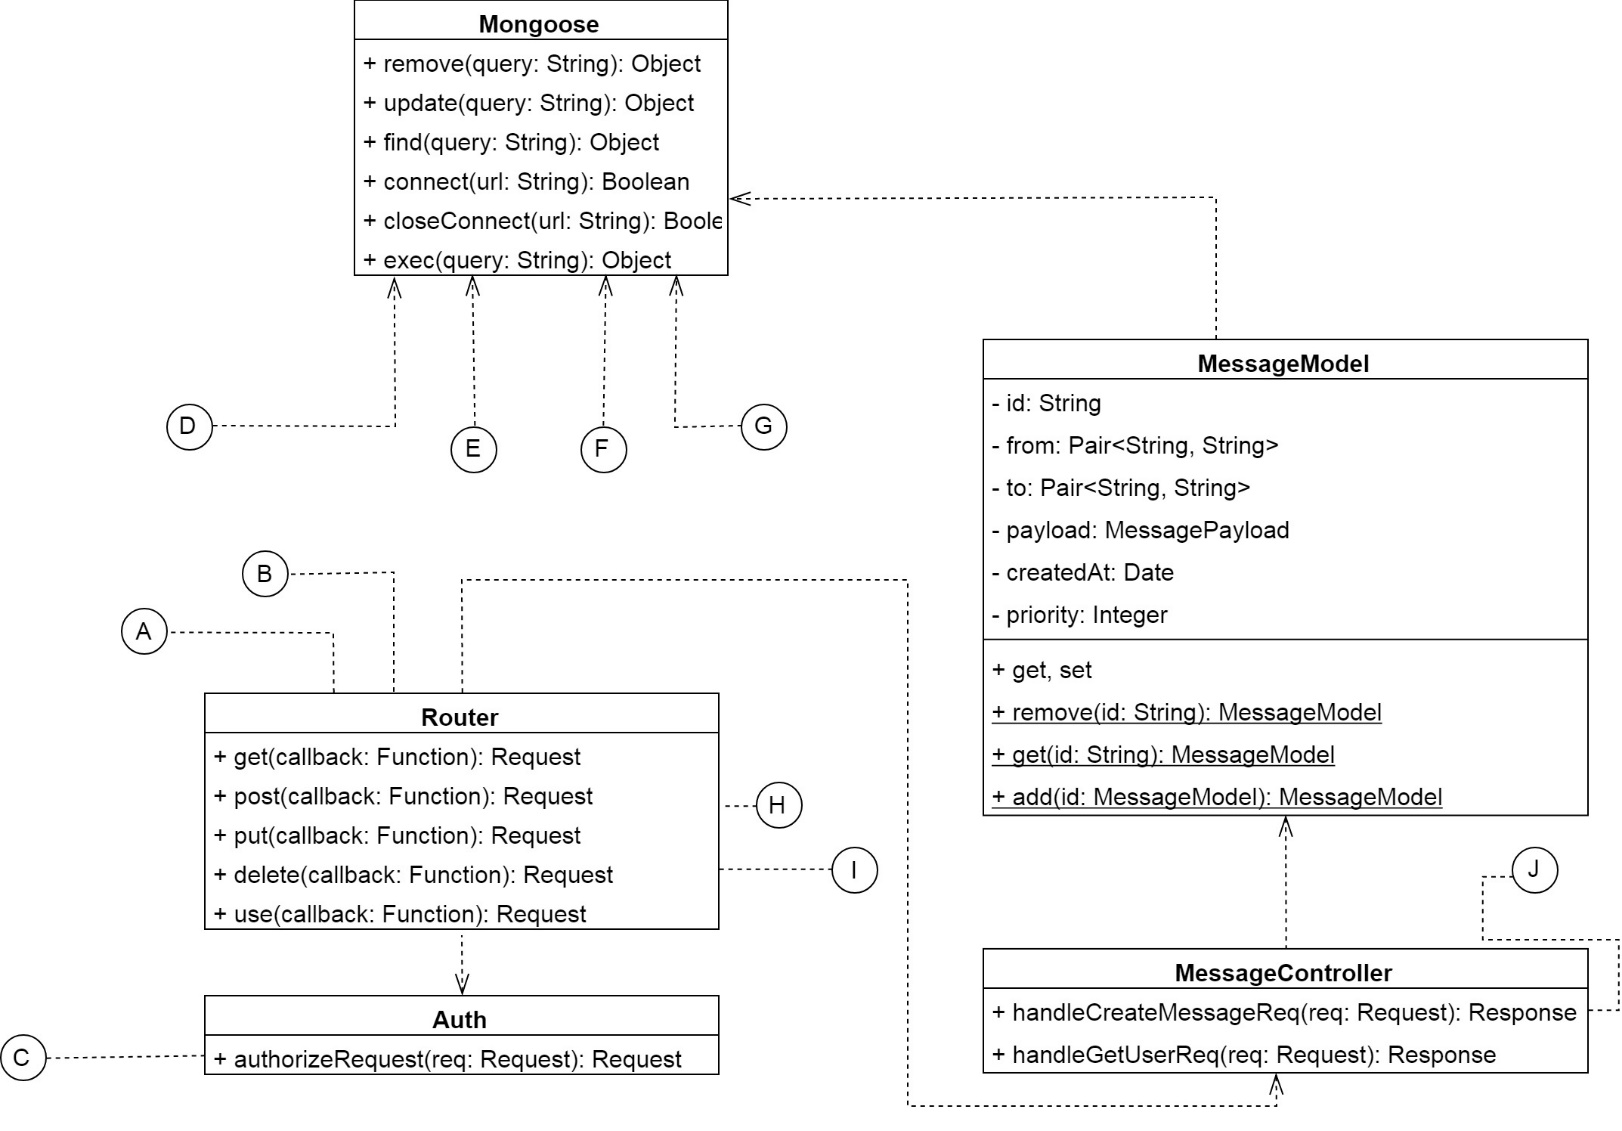 Mongoose
+ remove(query: String): Object
+ update(query: String): Object
+ find(query: String): Object
+ connect(url: String): Boolean
+ closeConnect(url: String): Boole
+ exec(query: String): Object
D
E
F
G
MessageModel
- id: String
- from: Pair<String, String>
- to: Pair<String, String>
- payload: MessagePayload
- createdAt: Date
- priority: Integer
+ get, set
+ remove(id: String): MessageModel
+ get(id: String): MessageModel
+ add(id: MessageModel): MessageModel
B
A
Router
+ get(callback: Function): Request
+ post(callback: Function): Request
+ put(callback: Function): Request
+ delete(callback: Function): Request
+ use(callback: Function): Request
H
I
J
Auth
+ authorizeRequest(req: Request): Request
C
MessageController
+ handleCreateMessageReq(req: Request): Response
+ handleGetUserReq(req: Request): Response